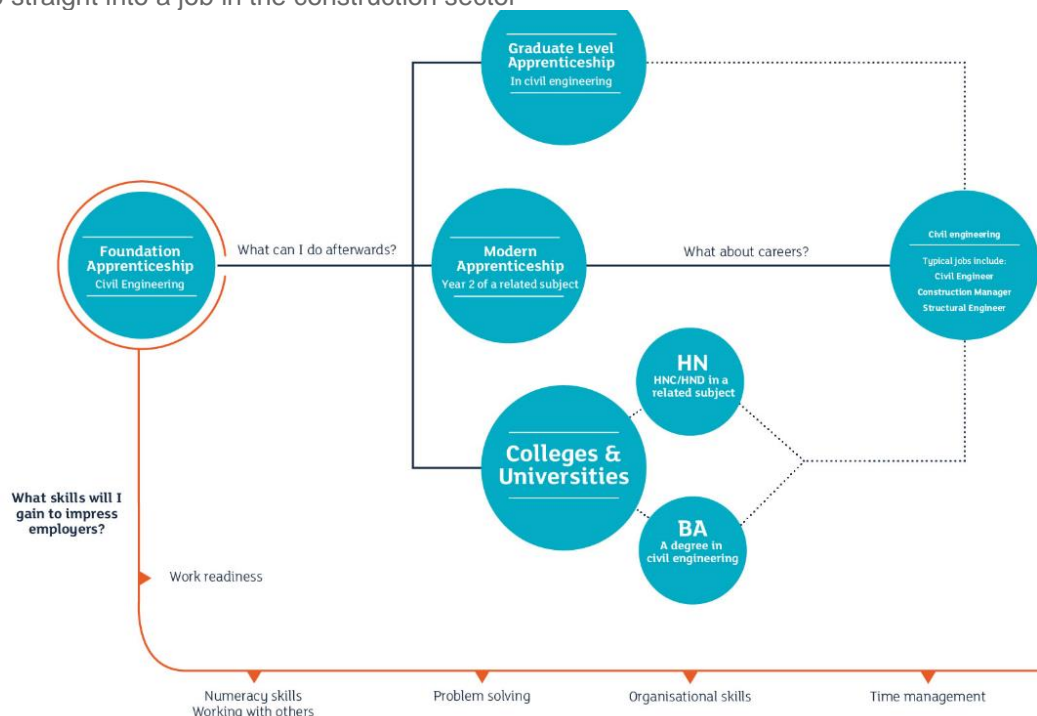 straight into a job in the construction sector
Graduate Level
Apprenticeship
In civil engineering
Foundation
Apprenticeship
Civil Engineering
What can I do afterwards?
Modern
Apprenticeship
Year 2 of a related subject
What about careers?
Civil engineering
Typical jobs include:
Civil Engineer
Construction Manager
Structural Engineer
HN
HNC/HND in a
related subject
Colleges &
Universities
BA
A degree in
civil engineering
What skills will I
gain to impress
employers?
Work readiness
Numeracy skills
Working with others
Problem solving
Organisational skills
Time management